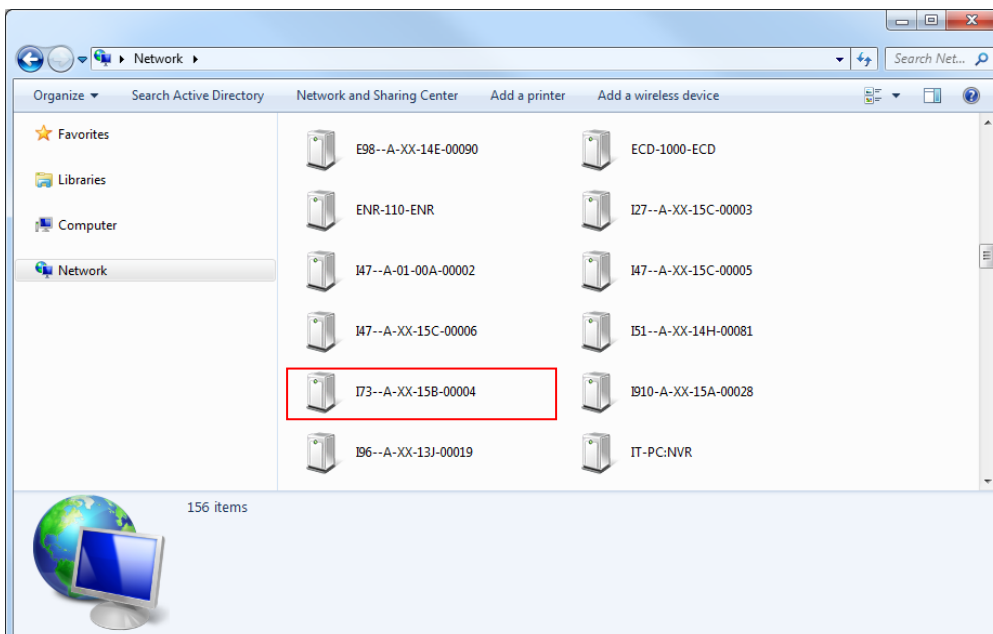 Network
Search Net...
Organize Search Active Directory Network and Sharing Center Add a printer Add a wireless device
Favorites
Libraries
Computer
Network
E98--A-XX-14E-00090 ECD-1000-ECD
ENR-110-ENR I27--A-XX-15C-00003
I47--A-01-00A-00002 I47--A-XX-15C-00005
I47--A-XX-15C-00006 I51--A-XX-14H-00081
I73--A-XX-15B-00004 I910-A-XX-15A-00028
I96--A-XX-13J-00019 IT-PC:NVR
156 items